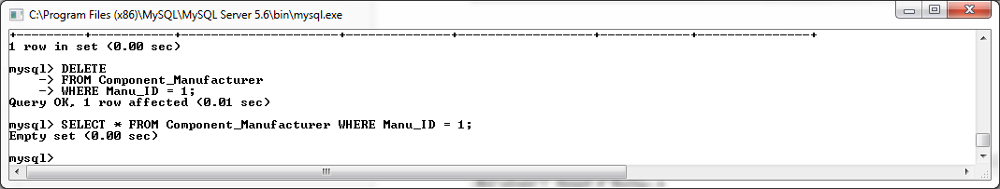 C:\Program Files (x86)\MySQL\MySQL Server 5.6\bin\mysql.exe
+----------+-----------+--------------------+-------------+-----------------+------------+---------------+
1 row in set (0.00 sec)
mysql> DELETE
    -> FROM Component_Manufacturer
    -> WHERE Manu_ID = 1;
Query OK, 1 row affected (0.01 sec)
mysql> SELECT * FROM Component_Manufacturer WHERE Manu_ID = 1;
Empty set (0.00 sec)
mysql>